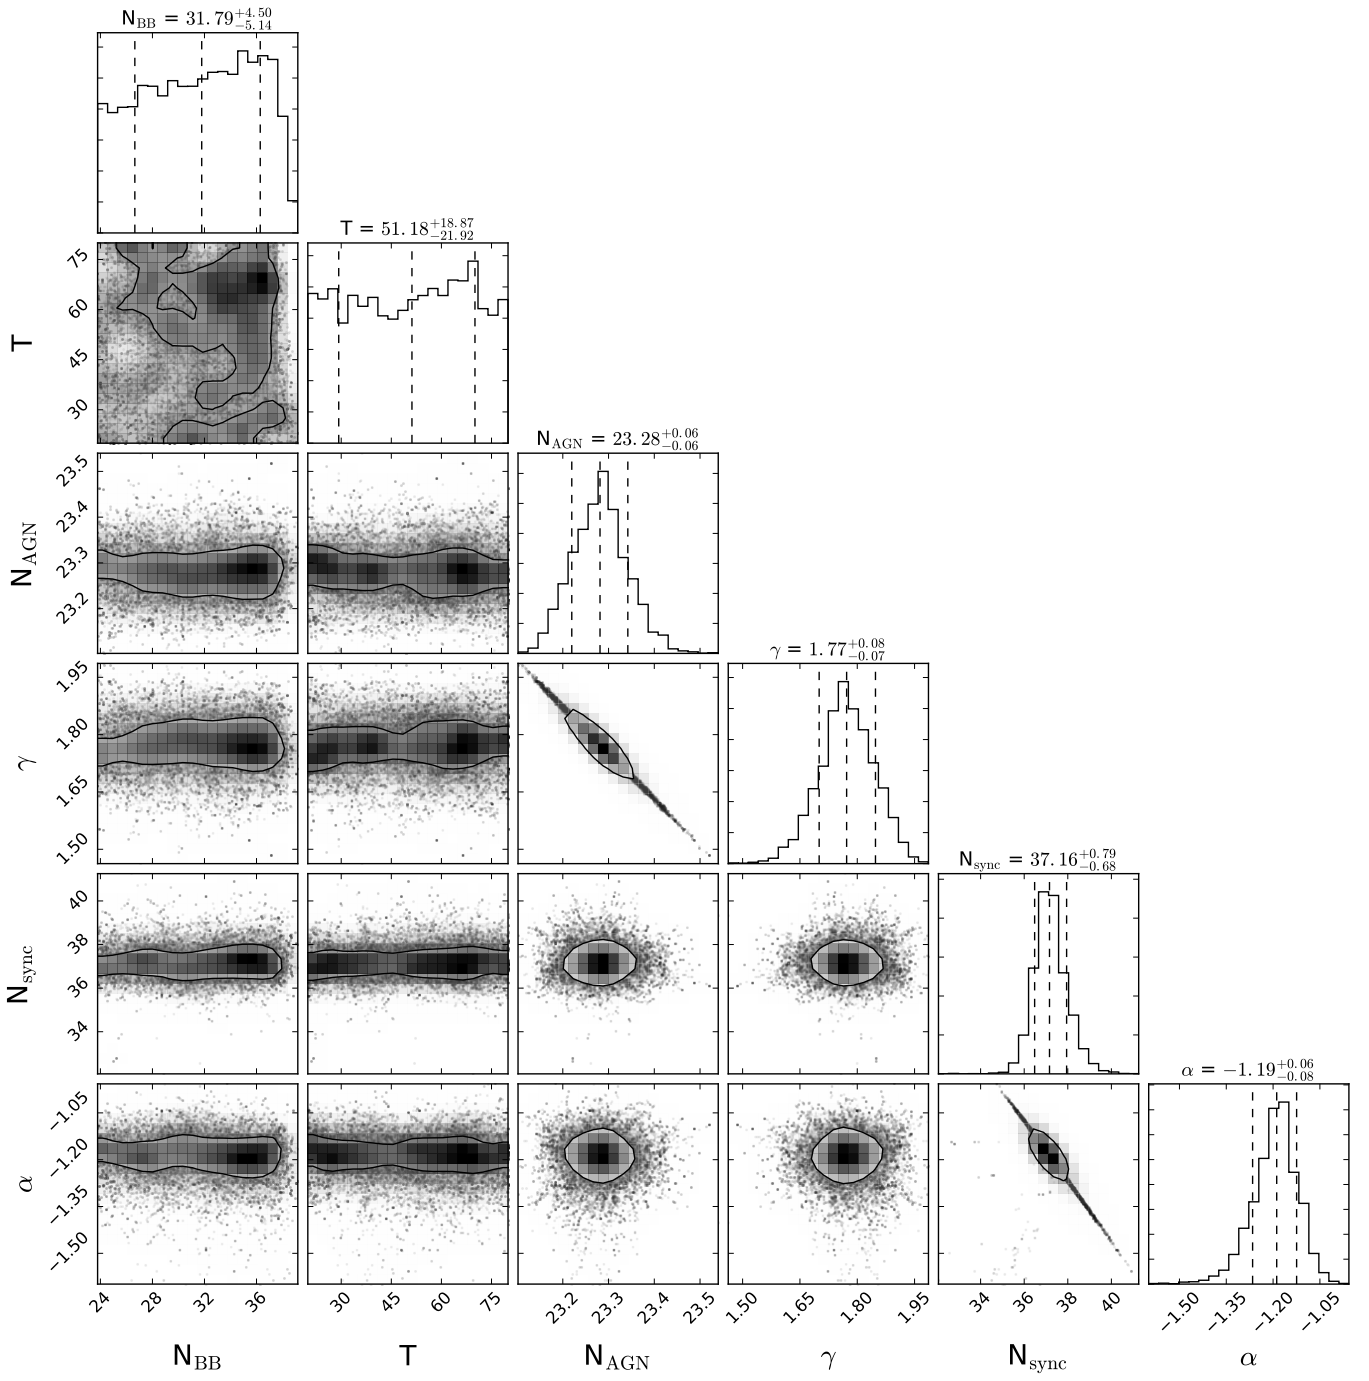 N_BB = 31.79^{+4.50}_{-5.14}
T = 51.18^{+18.87}_{-21.92}
75
60
45
30
T
N_AGN = 23.28^{+0.06}_{-0.06}
23.5
23.4
23.3
23.2
N_AGN
γ = 1.77^{+0.08}_{-0.07}
1.95
1.80
1.65
1.50
γ
N_sync = 37.16^{+0.79}_{-0.68}
40
38
36
34
N_sync
α = −1.19^{+0.06}_{-0.08}
−1.05
−1.20
−1.35
−1.50
α
24 28 32 36 30 45 60 75 23.2 23.3 23.4 23.5 1.50 1.65 1.80 1.95 34 36 38 40 −1.50 −1.35 −1.20 −1.05
N_BB T N_AGN γ N_sync α